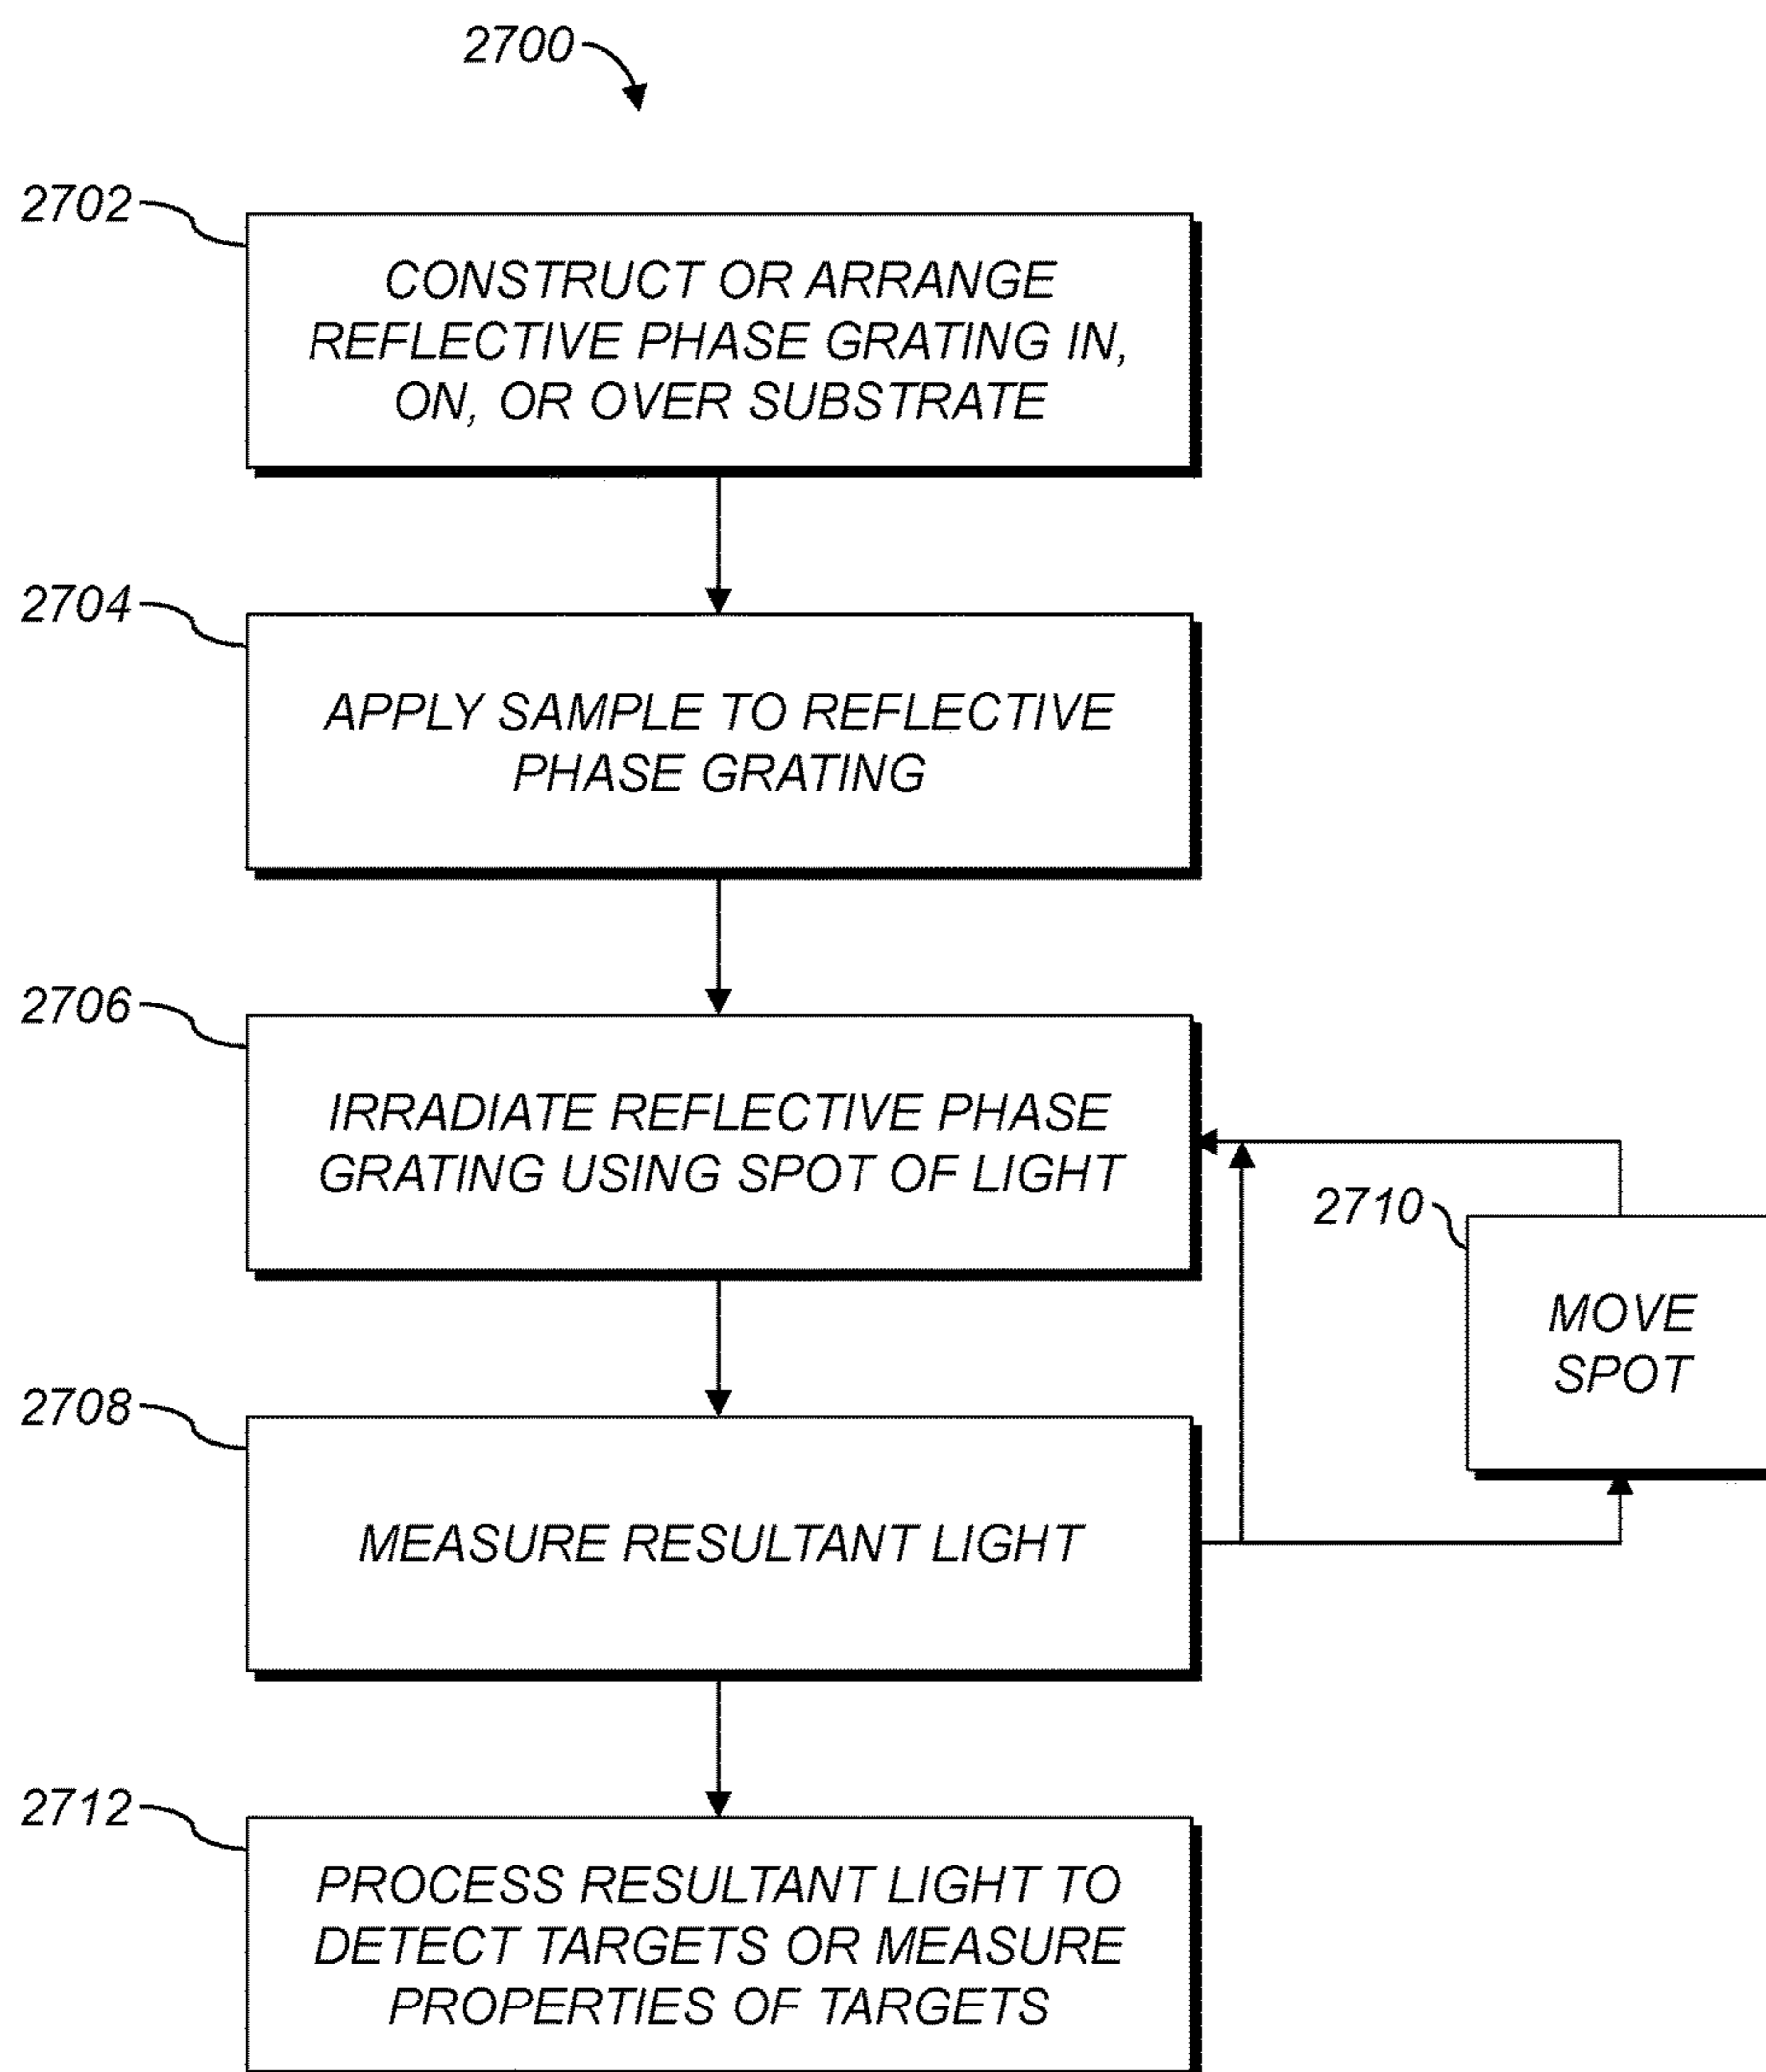 2700
2702
CONSTRUCT OR ARRANGE
REFLECTIVE PHASE GRATING IN,
ON, OR OVER SUBSTRATE
2704
APPLY SAMPLE TO REFLECTIVE
PHASE GRATING
2706
IRRADIATE REFLECTIVE PHASE
GRATING USING SPOT OF LIGHT
2710
MOVE
SPOT
2708
MEASURE RESULTANT LIGHT
2712
PROCESS RESULTANT LIGHT TO
DETECT TARGETS OR MEASURE
PROPERTIES OF TARGETS